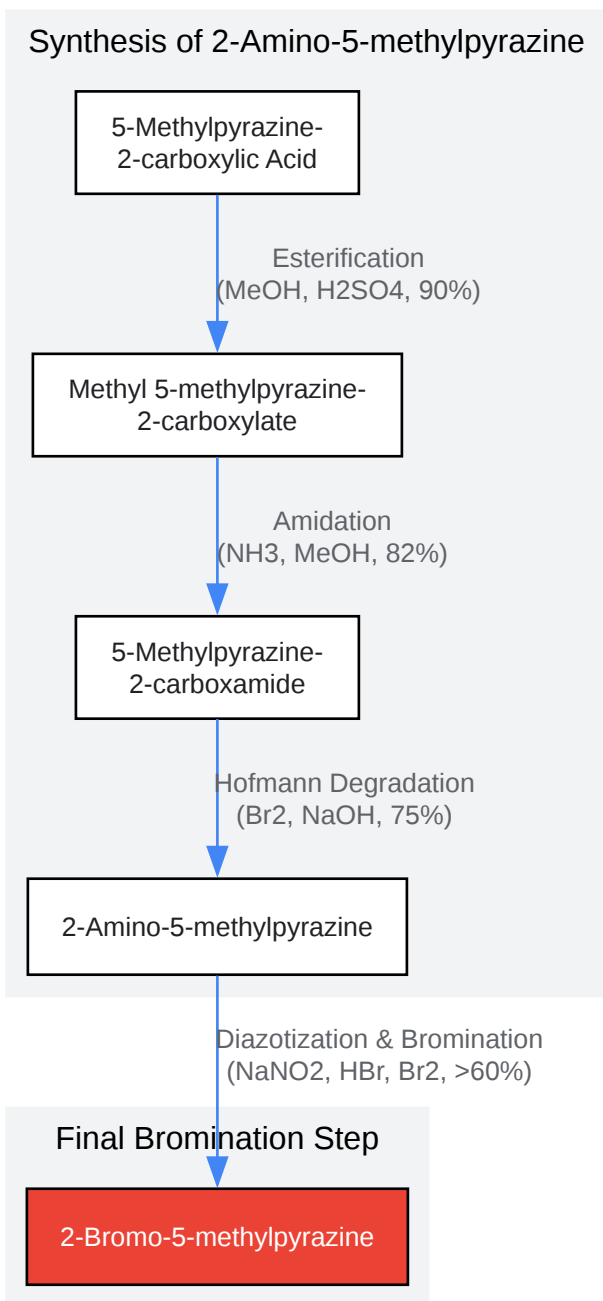 Synthesis of 2-Amino-5-methylpyrazine
5-Methylpyrazine-
2-carboxylic Acid
Esterification
(MeOH, H2SO4, 90%)
Methyl 5-methylpyrazine-
2-carboxylate
Amidation
(NH3, MeOH, 82%)
5-Methylpyrazine-
2-carboxamide
Hofmann Degradation
(Br2, NaOH, 75%)
2-Amino-5-methylpyrazine
Diazotization & Bromination
(NaNO2, HBr, Br2, >60%)
Final Bromination Step
2-Bromo-5-methylpyrazine